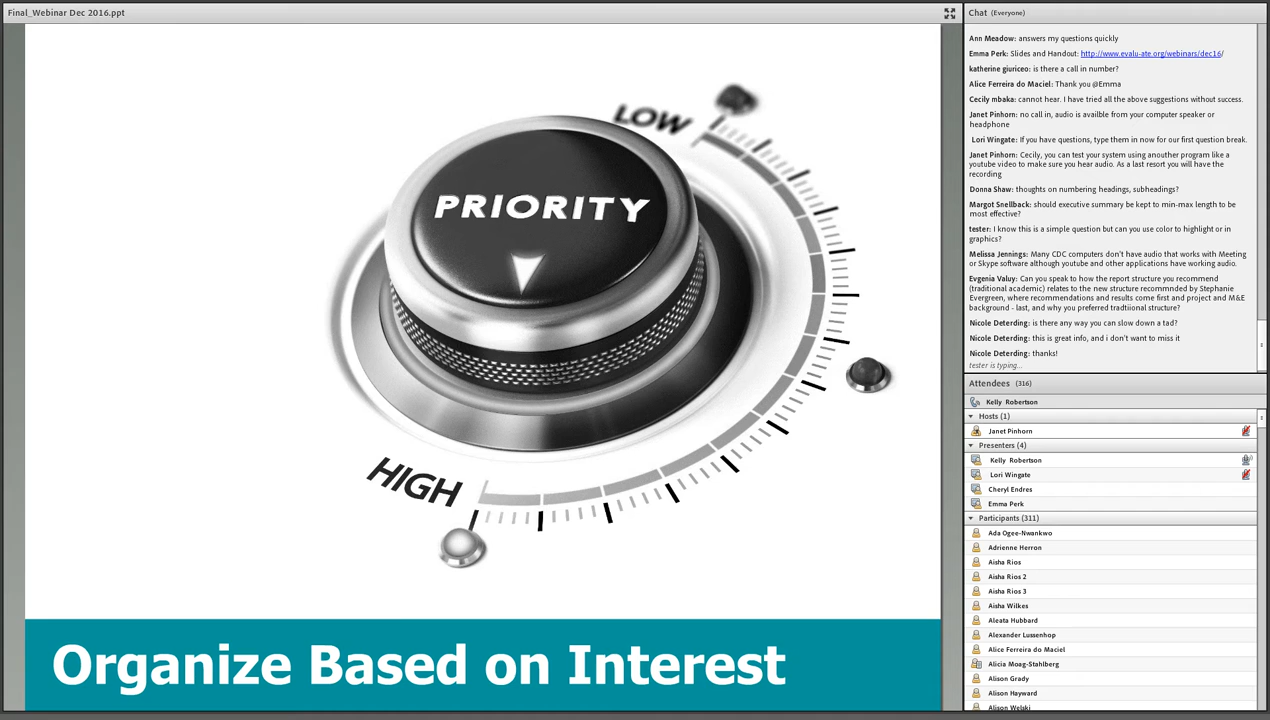 Final_Webinar Dec 2016.ppt
LOW
PRIORITY
HIGH
Organize Based on Interest
Chat (Everyone)
Ann Meadow: answers my questions quickly
Emma Perk: Slides and Handout: http://www.evalu-ate.org/webinars/dec16/
katherine giuriceo: is there a call in number?
Alice Ferreira do Maciel: Thank you @Emma
Cecily mbaka: cannot hear. I have tried all the above suggestions without success.
Janet Pinhorn: no call in, audio is availble from your computer speaker or
headphone
Lori Wingate: If you have questions, type them in now for our first question break.
Janet Pinhorn: Cecily, you can test your system using anouther program like a
youtube video to make sure you hear audio. As a last resort you will have the
recording
Donna Shaw: thoughts on numbering headings, subheadings?
Margot Snellback: should executive summary be kept to min-max length to be
most effective?
tester: I know this is a simple question but can you use color to highlight or in
graphics?
Melissa Jennings: Many CDC computers don't have audio that works with Meeting
or Skype software although youtube and other applications have working audio.
Evgenia Valuy: Can you speak to how the report structure you recommend
(traditional academic) relates to the new structure recommnded by Stephanie
Evergreen, where recommendations and results come first and project and M&E
background - last, and why you preferred tradtiional structure?
Nicole Deterding: is there any way you can slow down a tad?
Nicole Deterding: this is great info, and i don't want to miss it
Nicole Deterding: thanks!
tester is typing...
Attendees (316)
Kelly Robertson
Hosts (1)
Janet Pinhorn
Presenters (4)
Kelly Robertson
Lori Wingate
Cheryl Endres
Emma Perk
Participants (311)
Ada Ogee-Nwankwo
Adrienne Herron
Aisha Rios
Aisha Rios 2
Aisha Rios 3
Aisha Wilkes
Aleata Hubbard
Alexander Lussenhop
Alice Ferreira do Maciel
Alicia Moag-Stahlberg
Alison Grady
Alison Hayward
Alison Welski